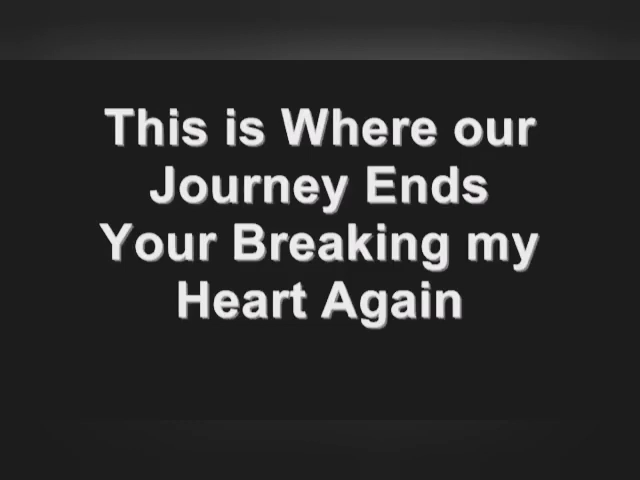 This is Where our
Journey Ends
Your Breaking my
Heart Again